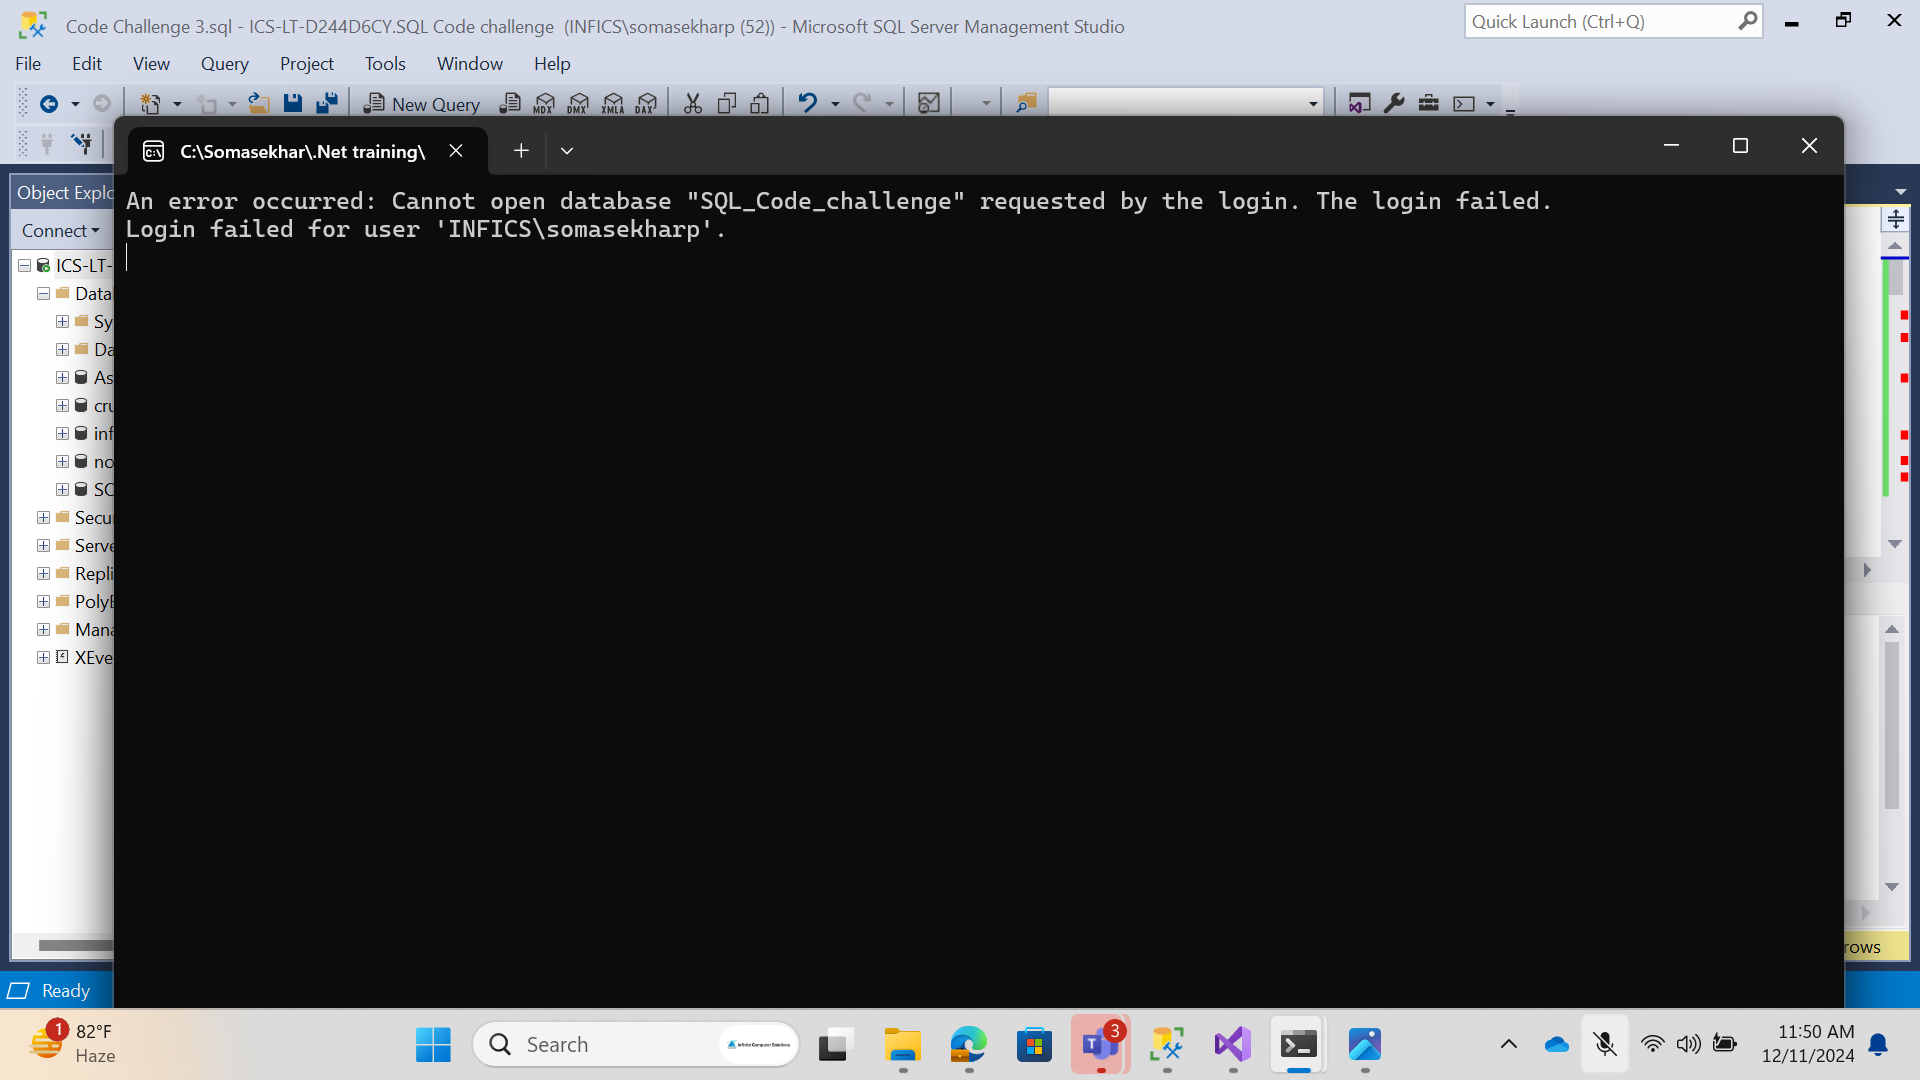 Code Challenge 3.sql - ICS-LT-D244D6CY.SQL Code challenge (INFICS\somasekharp (52)) - Microsoft SQL Server Management Studio
Quick Launch (Ctrl+Q)
File Edit View Query Project Tools Window Help
New Query MDX DMX XMLA DAX
C:\Somasekhar\.Net training\
Object Explo
An error occurred: Cannot open database "SQL_Code_challenge" requested by the login. The login failed.
Connect
Login failed for user 'INFICS\somasekharp'.
ICS-LT-
Data
Sy
Da
As
cru
inf
no
Secu
Serve
Repli
Poly
Mana
XEve
rows
Ready
1
82°F
Haze
Search
Infinite Computer Solutions
3
11:50 AM
12/11/2024